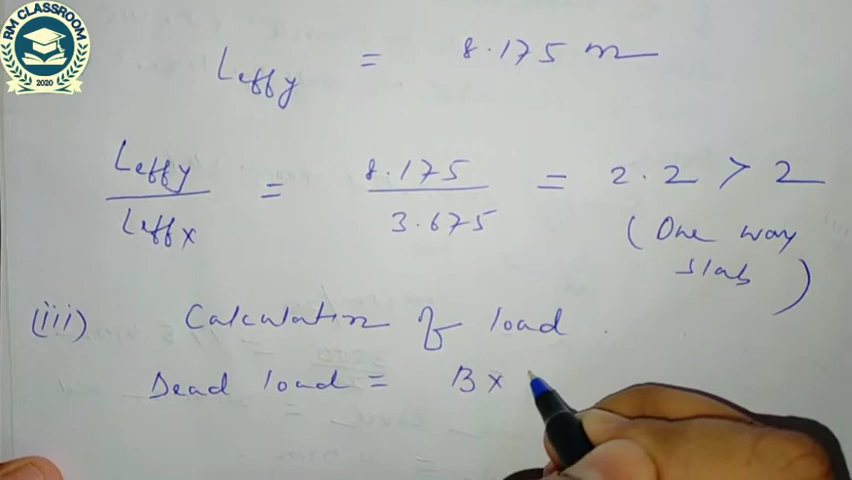 RM CLASSROOM
2020
Leffy = 8.175 m
Leffy / Leffx = 8.175 / 3.675 = 2.2 > 2
(One way slab)
(iii) Calculation of load
Dead load = B×